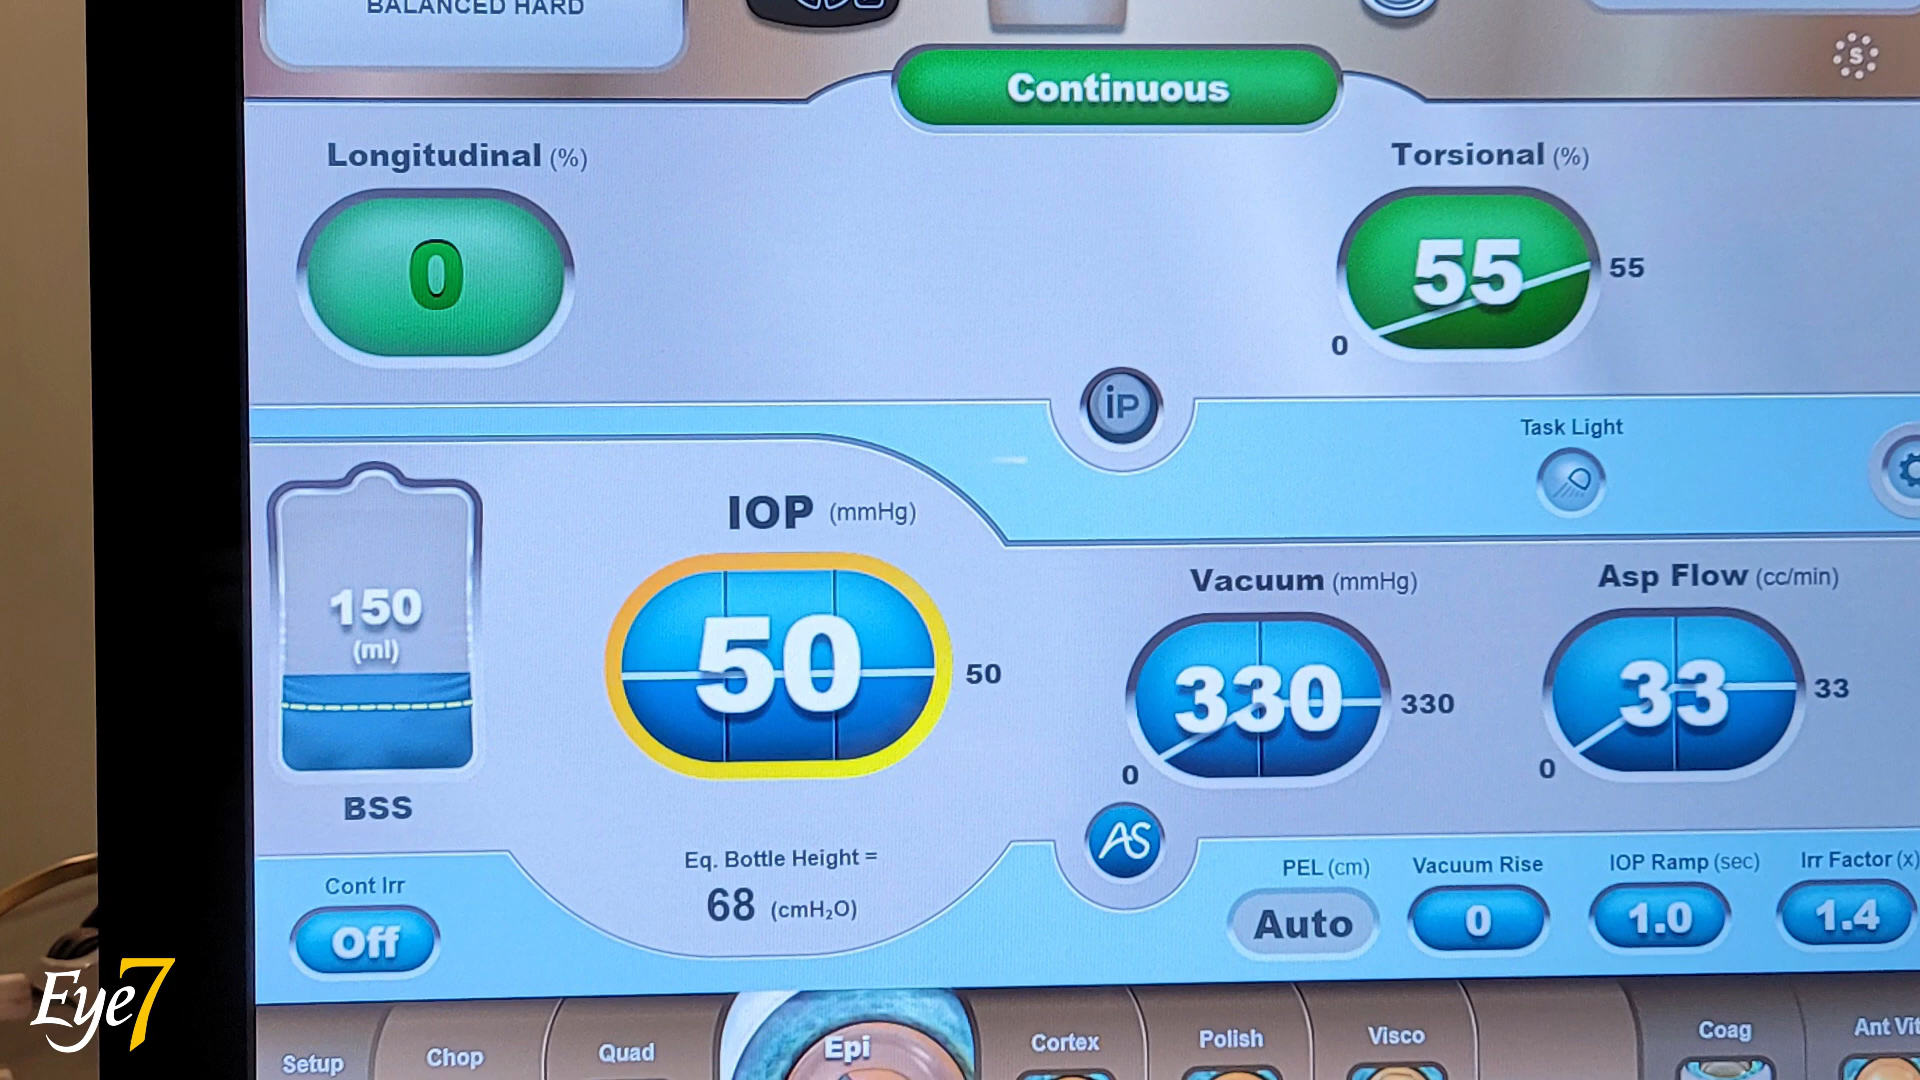 BALANCED HARD
S
Continuous
Longitudinal (%)
Torsional (%)
0
55
55
0
iP
Task Light
IOP (mmHg)
Vacuum (mmHg)
Asp Flow (cc/min)
150
(ml)
50
50
330
330
33
33
0
0
BSS
AS
Eq. Bottle Height =
68 (cmH₂O)
Cont Irr
Off
PEL (cm)
Vacuum Rise
IOP Ramp (sec)
Irr Factor (x)
Auto
0
1.0
1.4
Eye7
Setup
Chop
Quad
Epi
Cortex
Polish
Visco
Coag
Ant Vit